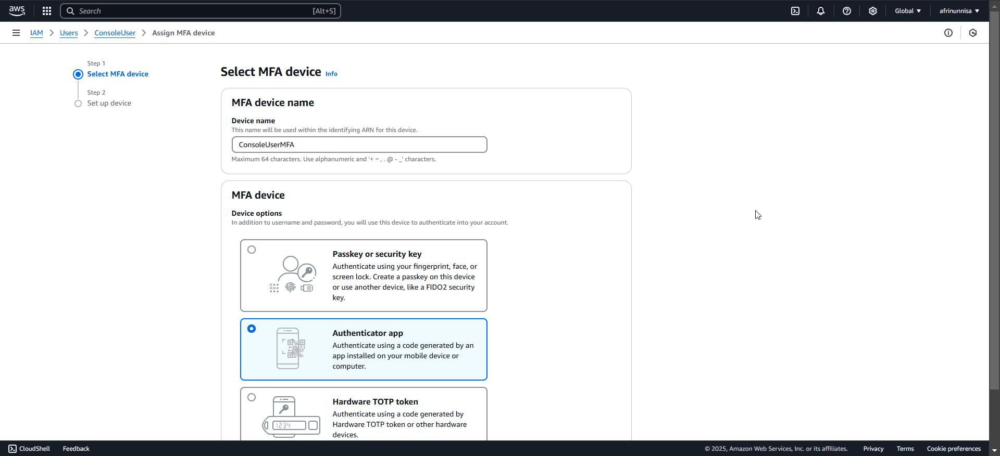 aws
Search [Alt+S]
Global
afrinunnisa
IAM
Users
ConsoleUser
Assign MFA device
Step 1
Select MFA device
Step 2
Set up device
Select MFA device Info
MFA device name
Device name
This name will be used within the identifying ARN for this device.
ConsoleUserMFA
Maximum 64 characters. Use alphanumeric and '+ = , . @ - _' characters.
MFA device
Device options
In addition to username and password, you will use this device to authenticate into your account.
Passkey or security key
Authenticate using your fingerprint, face, or
screen lock. Create a passkey on this device
or use another device, like a FIDO2 security
key.
Authenticator app
Authenticate using a code generated by an
app installed on your mobile device or
computer.
1234
Hardware TOTP token
Authenticate using a code generated by
Hardware TOTP token or other hardware
devices.
CloudShell
Feedback
© 2025, Amazon Web Services, Inc. or its affiliates.
Privacy
Terms
Cookie preferences